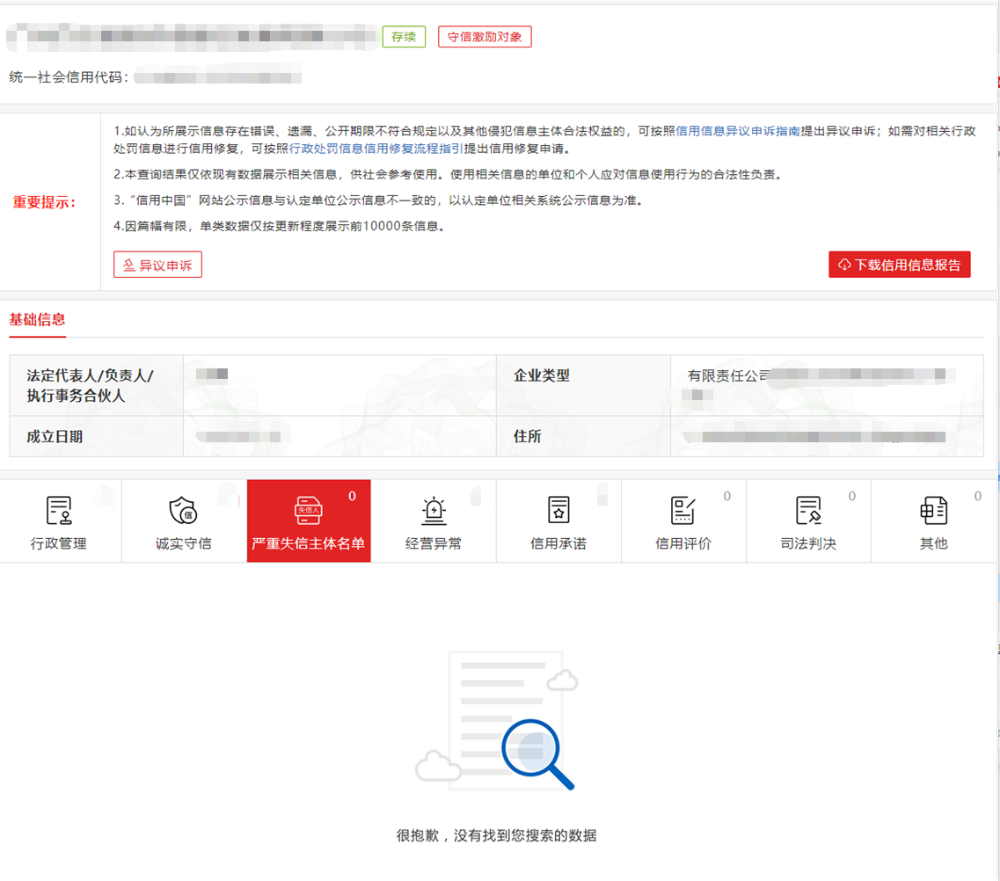 存续 守信激励对象
统一社会信用代码：
重要提示：
1.如认为所展示信息存在错误、遗漏、公开期限不符合规定以及其他侵犯信息主体合法权益的，可按照信用信息异议申诉指南提出异议申诉；如需对相关行政
处罚信息进行信用修复，可按照行政处罚信息信用修复流程指引提出信用修复申请。
2.本查询结果仅依现有数据展示相关信息，供社会参考使用。使用相关信息的单位和个人应对信息使用行为的合法性负责。
3.“信用中国”网站公示信息与认定单位公示信息不一致的，以认定单位相关系统公示信息为准。
4.因篇幅有限，单类数据仅按更新程度展示前10000条信息。
异议申诉 下载信用信息报告
基础信息
法定代表人/负责人/
执行事务合伙人
企业类型 有限责任公司
成立日期 住所
行政管理
信
诚实守信
0
失信人
严重失信主体名单
经营异常
信用承诺
0
信用评价
0
司法判决
0
其他
很抱歉，没有找到您搜索的数据